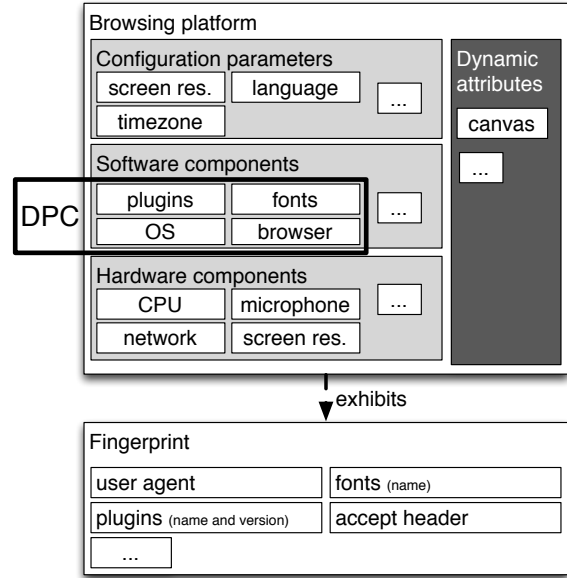 Browsing platform
Configuration parameters
screen res.
language
...
timezone
Dynamic
attributes
canvas
...
Software components
DPC
plugins
fonts
...
OS
browser
Hardware components
CPU
microphone
...
network
screen res.
exhibits
Fingerprint
user agent
fonts (name)
plugins (name and version)
accept header
...